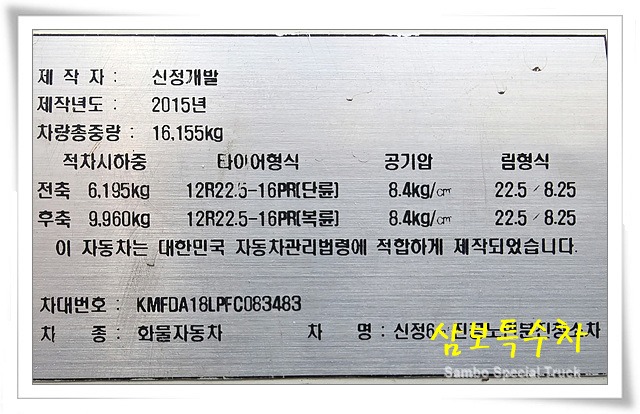 제 작 자 : 신정개발
제작년도 : 2015년
차량총중량 : 16.155kg
적차시하중 타이어형식 공기압 림형식
전축 6.195kg 12R22.5-16PR(단륜) 8.4kg/㎠ 22.5 × 8.25
후축 9.960kg 12R22.5-16PR(복륜) 8.4kg/㎠ 22.5 × 8.25
이 자동차는 대한민국 자동차관리법령에 적합하게 제작되었습니다.
차대번호 : KMFDA18LPFC083483
차 종 : 화물자동차 차 명 : 신정6
삼보특수차
Sambo Special Truck